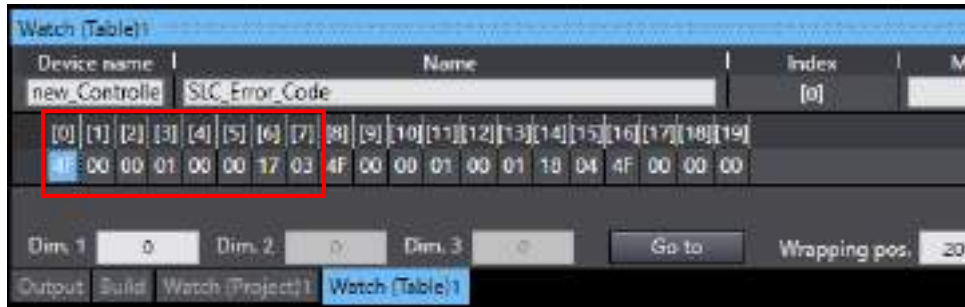 Watch (Table)1
Device name Name Index M
new_Controlle SLC_Error_Code [0]
[0] [1] [2] [3] [4] [5] [6] [7] [8] [9] [10] [11] [12] [13] [14] [15] [16] [17] [18] [19]
4F 00 00 01 00 00 17 03 4F 00 00 01 00 01 18 04 4F 00 00 00
Dim. 1 0 Dim. 2 0 Dim. 3 0 Go to Wrapping pos. 20
Output Build Watch (Project)1 Watch (Table)1